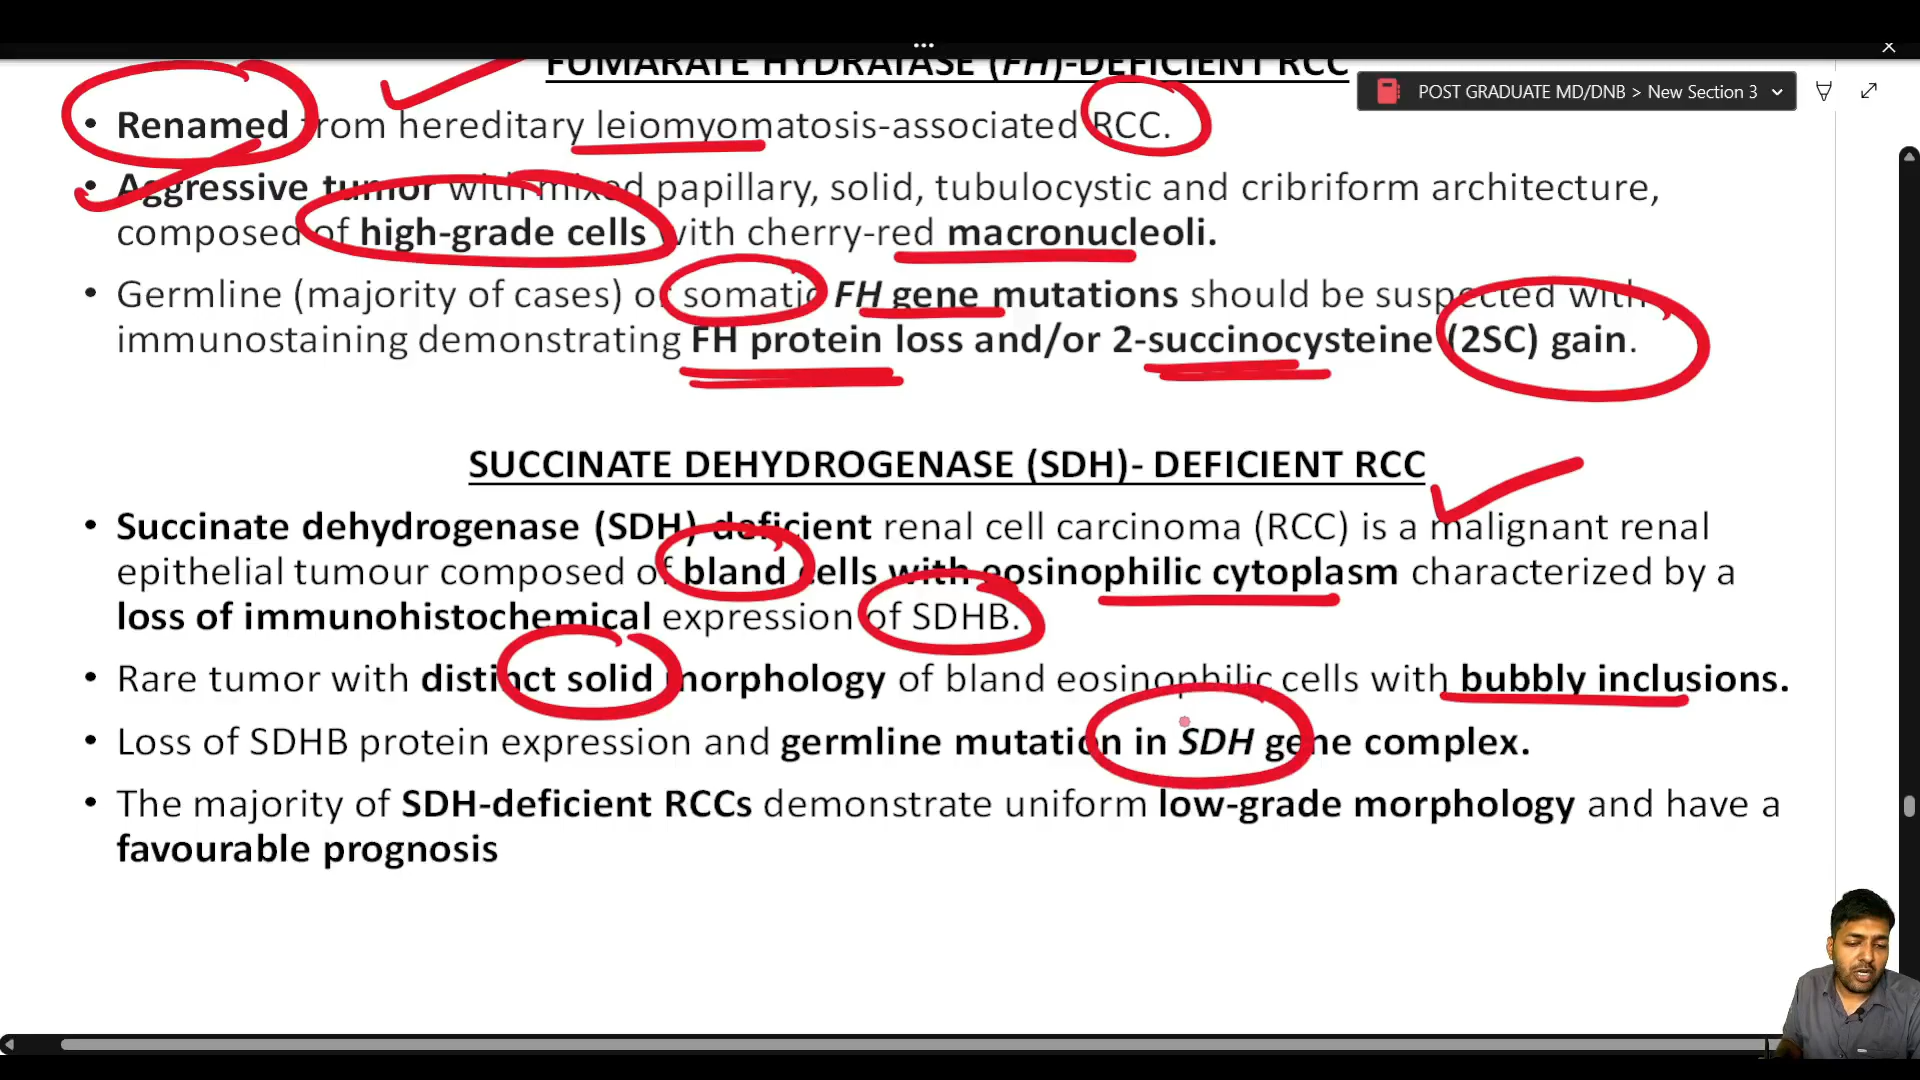 FUMARATE HYDRATASE (FH)-DEFICIENT RCC
POST GRADUATE MD/DNB > New Section 3
• Renamed from hereditary leiomyomatosis-associated RCC.
• Aggressive tumor with mixed papillary, solid, tubulocystic and cribriform architecture,
composed of high-grade cells with cherry-red macronucleoli.
• Germline (majority of cases) or somatic FH gene mutations should be suspected with
immunostaining demonstrating FH protein loss and/or 2-succinocysteine (2SC) gain.
SUCCINATE DEHYDROGENASE (SDH)- DEFICIENT RCC
• Succinate dehydrogenase (SDH)-deficient renal cell carcinoma (RCC) is a malignant renal
epithelial tumour composed of bland cells with eosinophilic cytoplasm characterized by a
loss of immunohistochemical expression of SDHB.
• Rare tumor with distinct solid morphology of bland eosinophilic cells with bubbly inclusions.
• Loss of SDHB protein expression and germline mutation in SDH gene complex.
• The majority of SDH-deficient RCCs demonstrate uniform low-grade morphology and have a
favourable prognosis